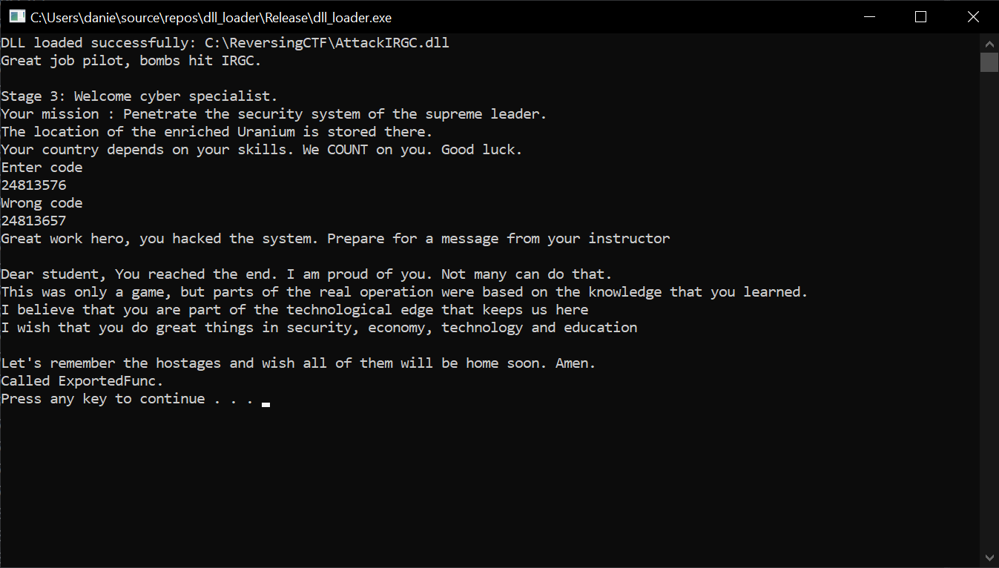 C:\Users\danie\source\repos\dll_loader\Release\dll_loader.exe
DLL loaded successfully: C:\ReversingCTF\AttackIRGC.dll
Great job pilot, bombs hit IRGC.
Stage 3: Welcome cyber specialist.
Your mission : Penetrate the security system of the supreme leader.
The location of the enriched Uranium is stored there.
Your country depends on your skills. We COUNT on you. Good luck.
Enter code
24813576
Wrong code
24813657
Great work hero, you hacked the system. Prepare for a message from your instructor
Dear student, You reached the end. I am proud of you. Not many can do that.
This was only a game, but parts of the real operation were based on the knowledge that you learned.
I believe that you are part of the technological edge that keeps us here
I wish that you do great things in security, economy, technology and education
Let's remember the hostages and wish all of them will be home soon. Amen.
Called ExportedFunc.
Press any key to continue . . .